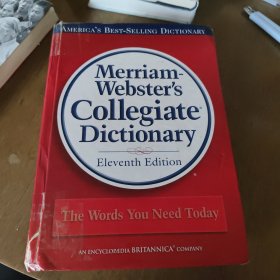 AMERICA'S BEST-SELLING DICTIONARY
Merriam-
Webster's
Collegiate®
Dictionary
Eleventh Edition
The Words You Need Today
AN ENCYCLOPÆDIA BRITANNICA® COMPANY